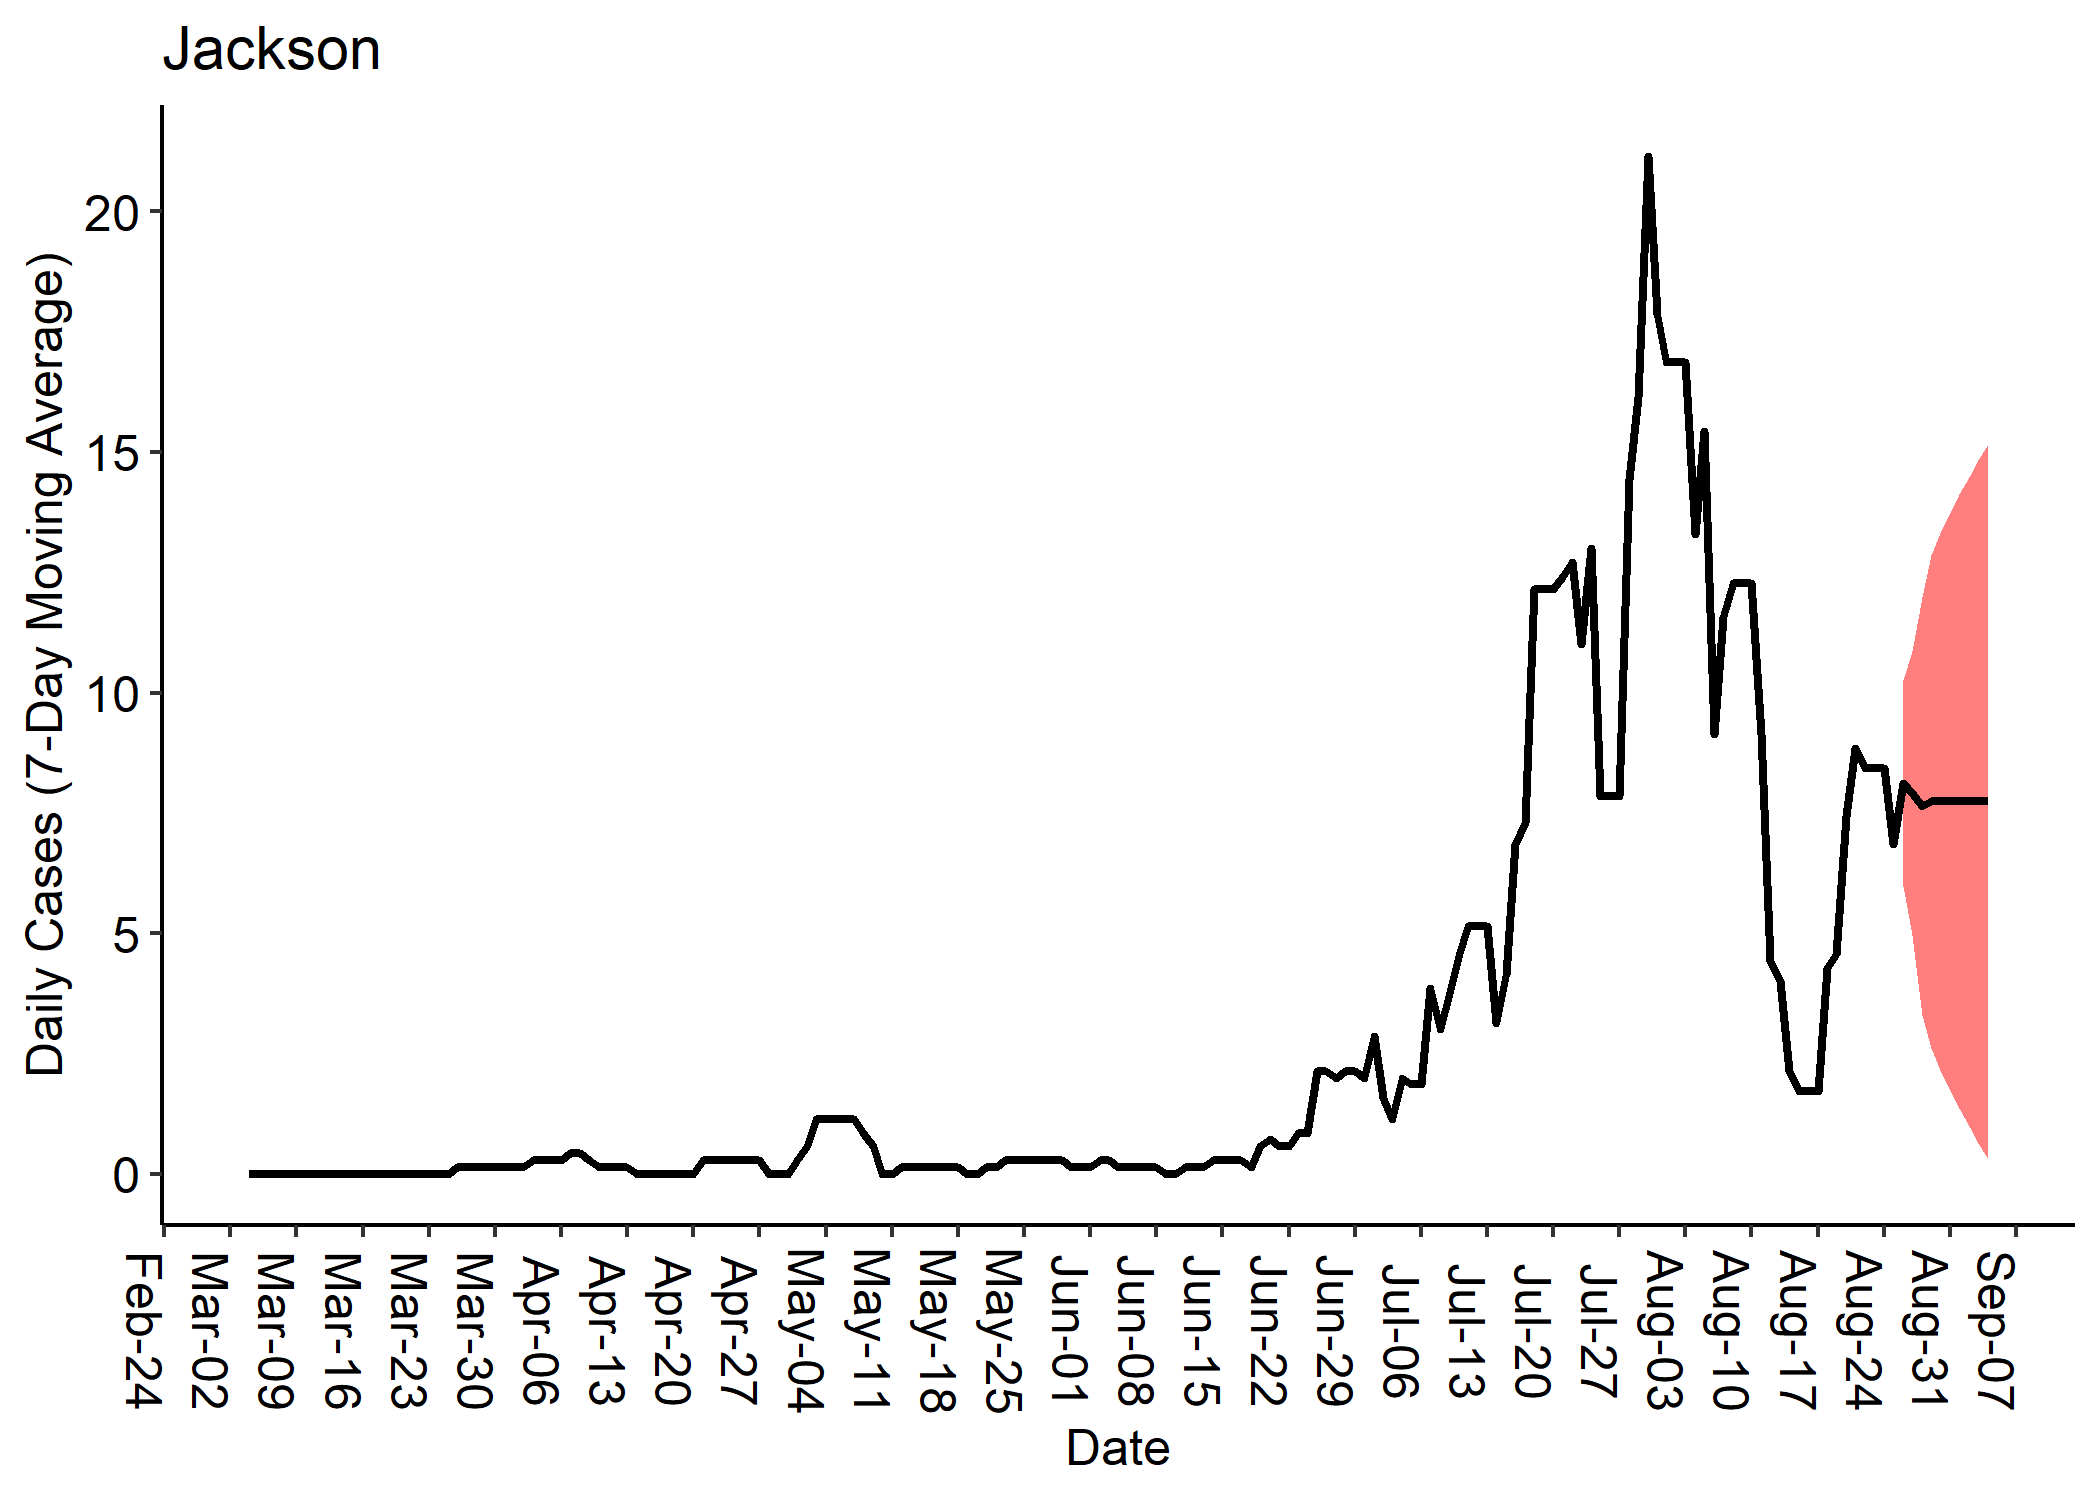 Jackson
Daily Cases (7-Day Moving Average)
20
15
10
5
0
Feb-24
Mar-02
Mar-09
Mar-16
Mar-23
Mar-30
Apr-06
Apr-13
Apr-20
Apr-27
May-04
May-11
May-18
May-25
Jun-01
Jun-08
Jun-15
Jun-22
Jun-29
Jul-06
Jul-13
Jul-20
Jul-27
Aug-03
Aug-10
Aug-17
Aug-24
Aug-31
Sep-07
Date